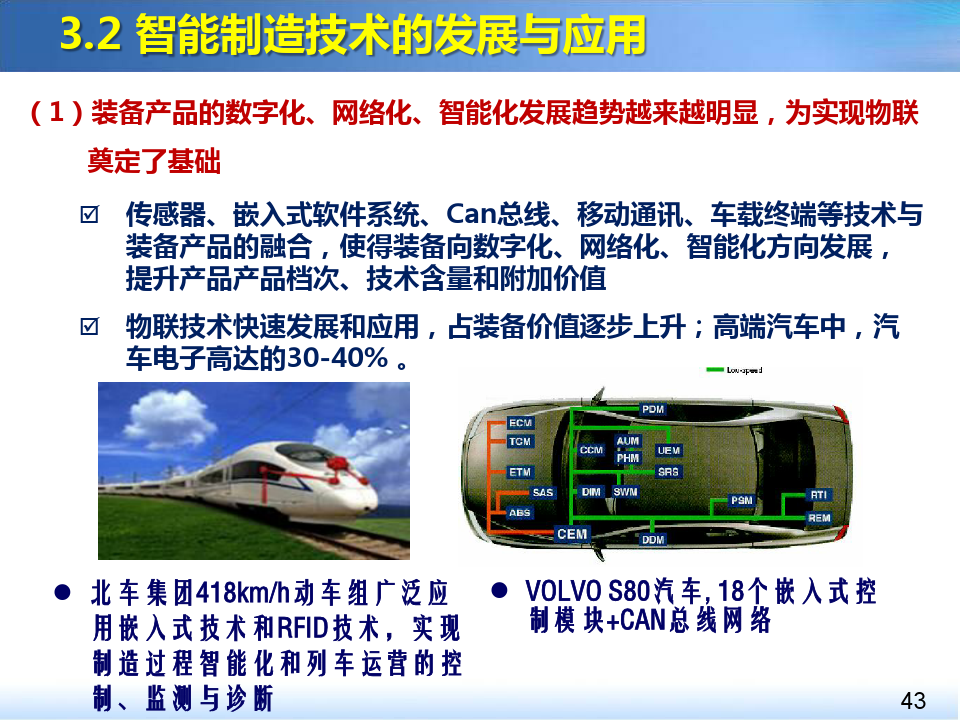 3.2 智能制造技术的发展与应用
（1）装备产品的数字化、网络化、智能化发展趋势越来越明显，为实现物联
奠定了基础
传感器、嵌入式软件系统、Can总线、移动通讯、车载终端等技术与
装备产品的融合，使得装备向数字化、网络化、智能化方向发展，
提升产品产品档次、技术含量和附加价值
物联技术快速发展和应用，占装备价值逐步上升；高端汽车中，汽
车电子高达的30-40% 。
Low-speed
PDM
ECM
TCM
CCM
AUM
PHM
UEM
ETM
SRS
SAS
DIM
SWM
PSM
RTI
ABS
REM
CEM
DDM
北车集团418km/h动车组广泛应
用嵌入式技术和RFID技术，实现
制造过程智能化和列车运营的控
制、监测与诊断
VOLVO S80汽车, 18个嵌入式控
制模块+CAN总线网络
43